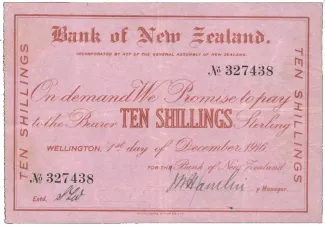 Bank of New Zealand.
INCORPORATED BY ACT OF THE GENERAL ASSEMBLY OF NEW ZEALAND.
№ 327438
On demand We Promise to pay
to the Bearer TEN SHILLINGS Sterling
WELLINGTON, 1st day of December, 1916
FOR the Bank of New Zealand
№ 327438
Entd.
p Manager.
TEN SHILLINGS
TEN SHILLINGS